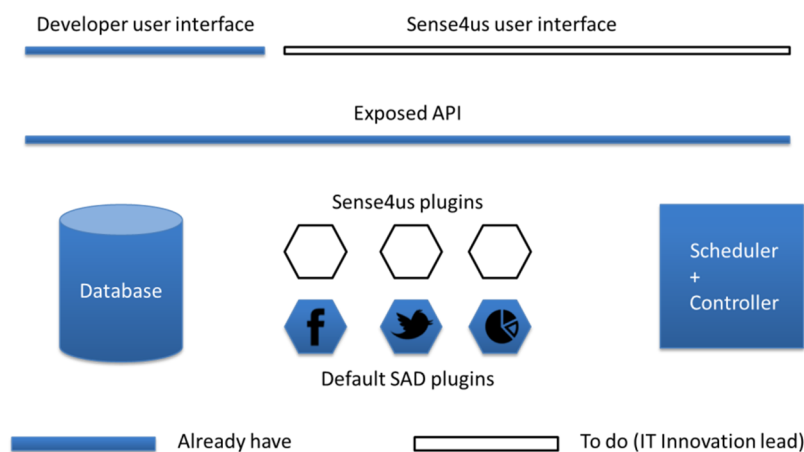 Developer user interface
Sense4us user interface
Exposed API
Sense4us plugins
Database
Scheduler
+
Controller
Default SAD plugins
Already have
To do (IT Innovation lead)